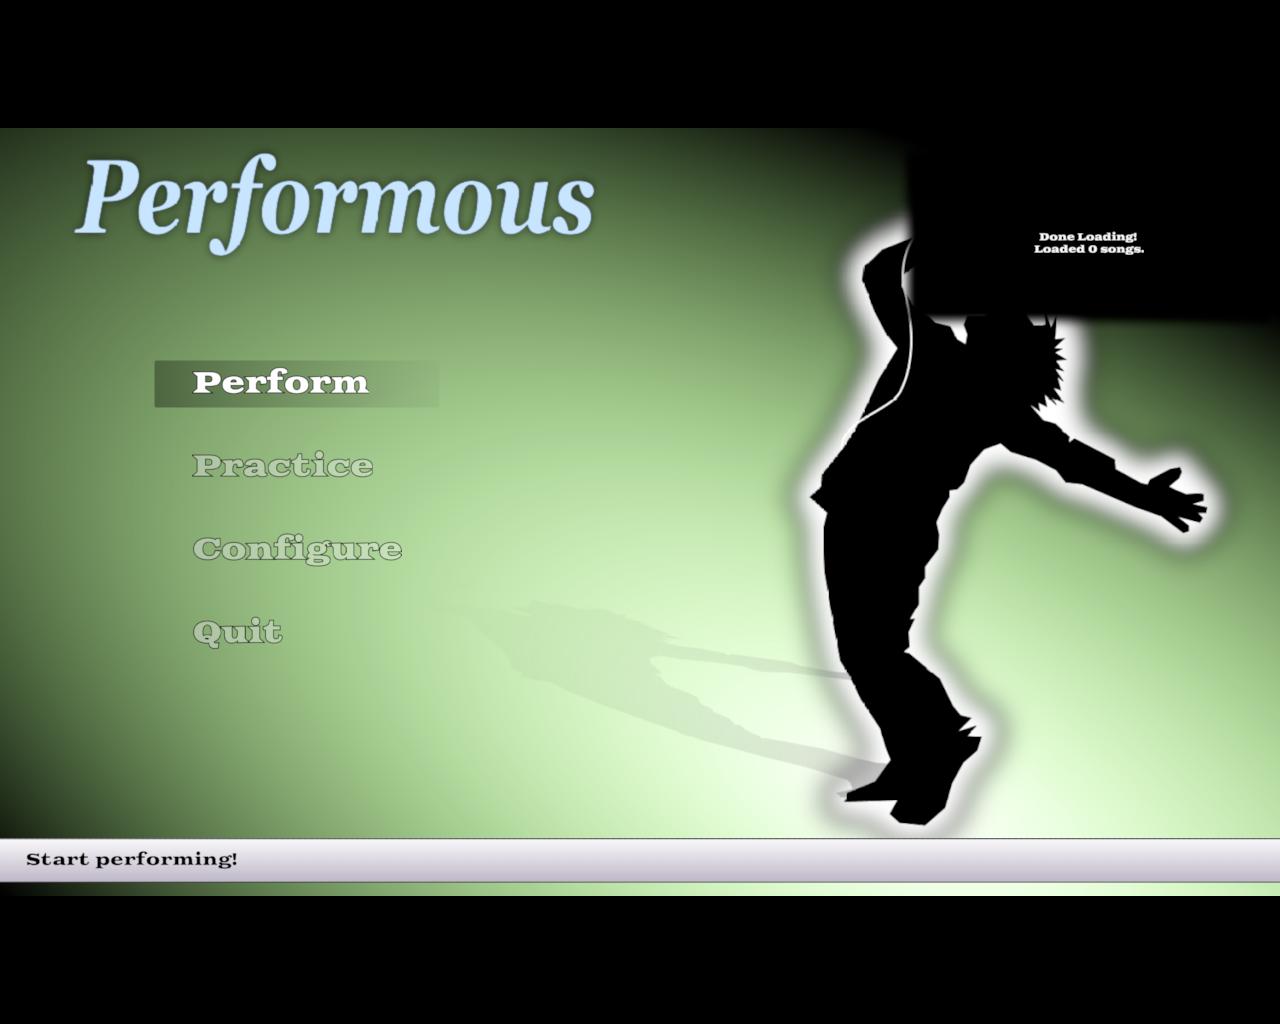 Performous
Done Loading!
Loaded 0 songs.
Perform
Practice
Configure
Quit
Start performing!